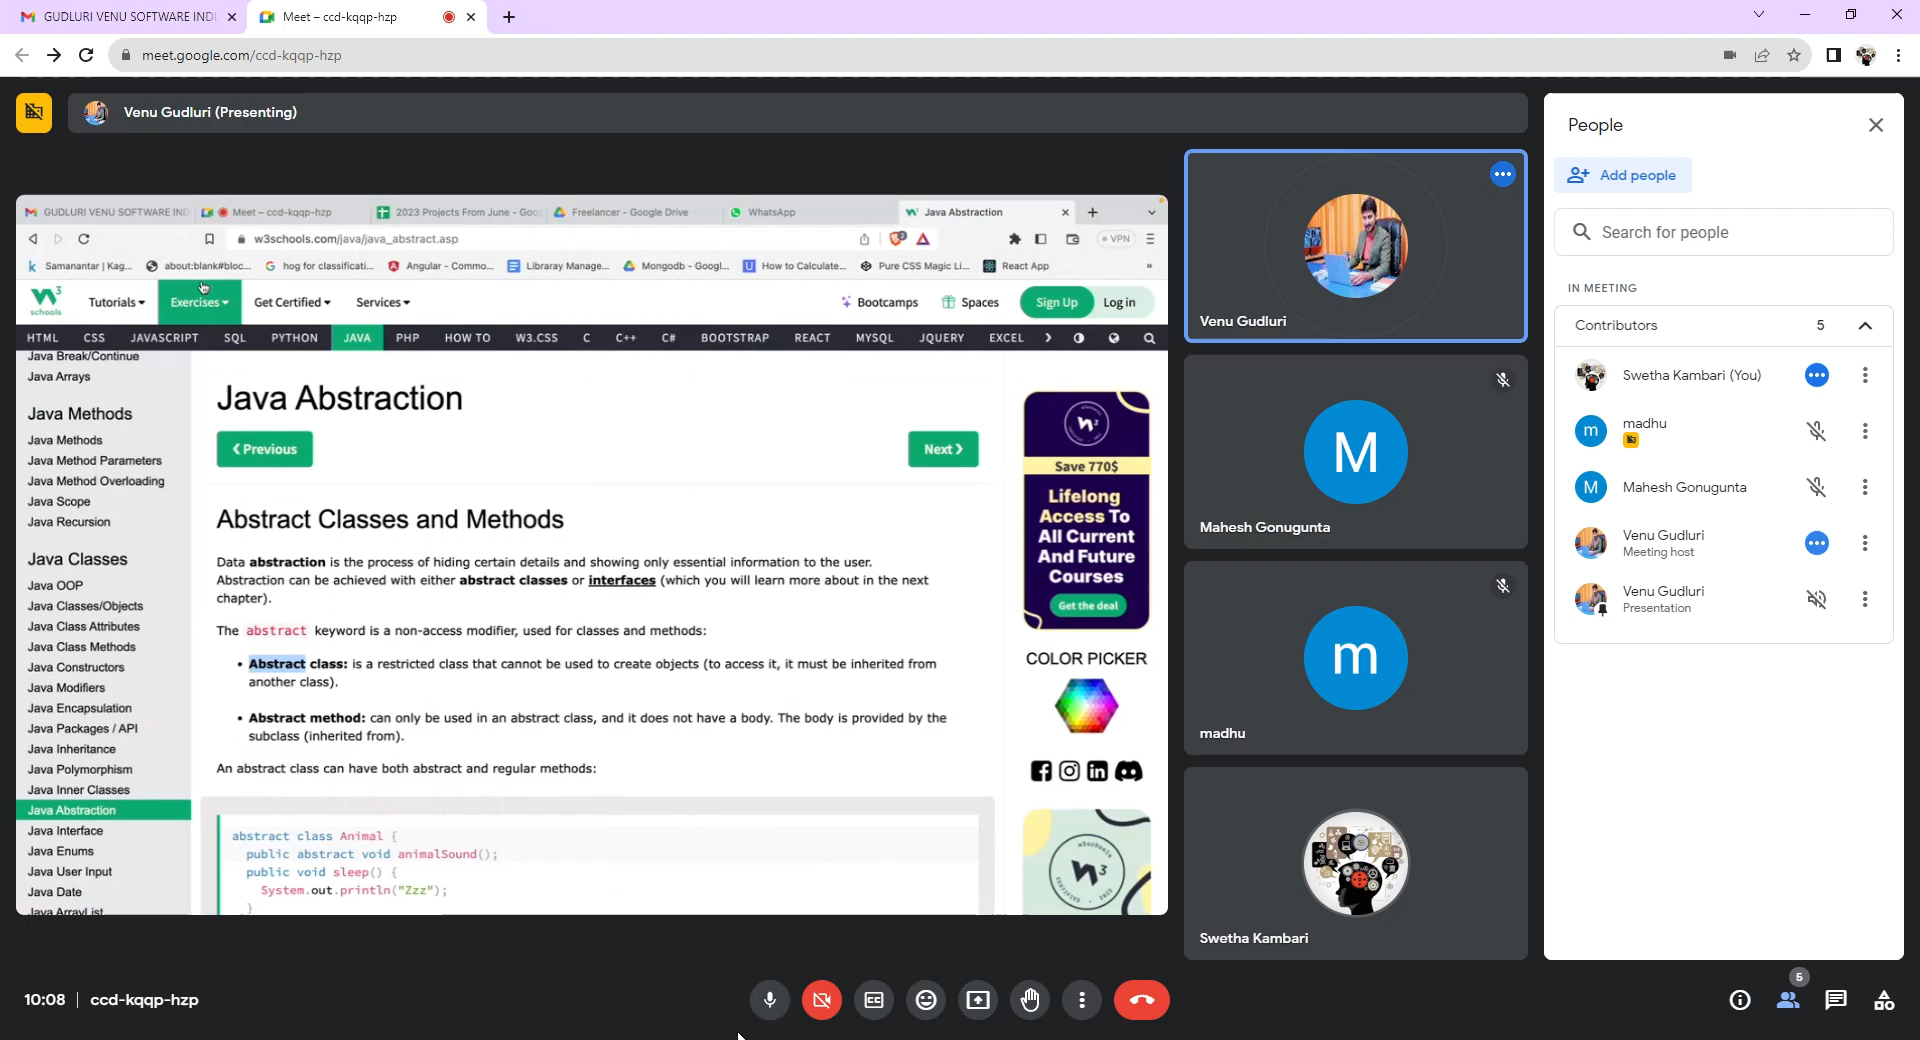 GUDLURI VENU SOFTWARE INDI
Meet – ccd-kqqp-hzp
meet.google.com/ccd-kqqp-hzp
Venu Gudluri (Presenting)
GUDLURI VENU SOFTWARE IND
Meet – ccd-kqqp-hzp
2023 Projects From June - Goo
Freelancer - Google Drive
WhatsApp
Java Abstraction
w3schools.com/java/java_abstract.asp
VPN
Samanantar | Kag...
about:blank#bloc...
hog for classificati...
Angular - Commo...
Libraray Manage...
Mongodb - Googl...
How to Calculate...
Pure CSS Magic Li...
React App
»
schools
Tutorials
Exercises
Get Certified
Services
Bootcamps
Spaces
Sign Up
Log in
HTML CSS JAVASCRIPT SQL PYTHON JAVA PHP HOW TO W3.CSS C C++ C# BOOTSTRAP REACT MYSQL JQUERY EXCEL
Java Break/Continue
Java Arrays
Java Methods
Java Methods
Java Method Parameters
Java Method Overloading
Java Scope
Java Recursion
Java Classes
Java OOP
Java Classes/Objects
Java Class Attributes
Java Class Methods
Java Constructors
Java Modifiers
Java Encapsulation
Java Packages / API
Java Inheritance
Java Polymorphism
Java Inner Classes
Java Abstraction
Java Interface
Java Enums
Java User Input
Java Date
Java ArrayList
Java Abstraction
❮ Previous
Next ❯
Abstract Classes and Methods
Data abstraction is the process of hiding certain details and showing only essential information to the user.
Abstraction can be achieved with either abstract classes or interfaces (which you will learn more about in the next
chapter).
The abstract keyword is a non-access modifier, used for classes and methods:
• Abstract class: is a restricted class that cannot be used to create objects (to access it, it must be inherited from
another class).
• Abstract method: can only be used in an abstract class, and it does not have a body. The body is provided by the
subclass (inherited from).
An abstract class can have both abstract and regular methods:
abstract class Animal {
public abstract void animalSound();
public void sleep() {
System.out.println("Zzz");
}
Save 770$
Lifelong
Access To
All Current
And Future
Courses
Get the deal
COLOR PICKER
Venu Gudluri
M
Mahesh Gonugunta
m
madhu
Swetha Kambari
People
Add people
Search for people
IN MEETING
Contributors 5
Swetha Kambari (You)
m
madhu
M
Mahesh Gonugunta
Venu Gudluri
Meeting host
Venu Gudluri
Presentation
10:08 | ccd-kqqp-hzp
5